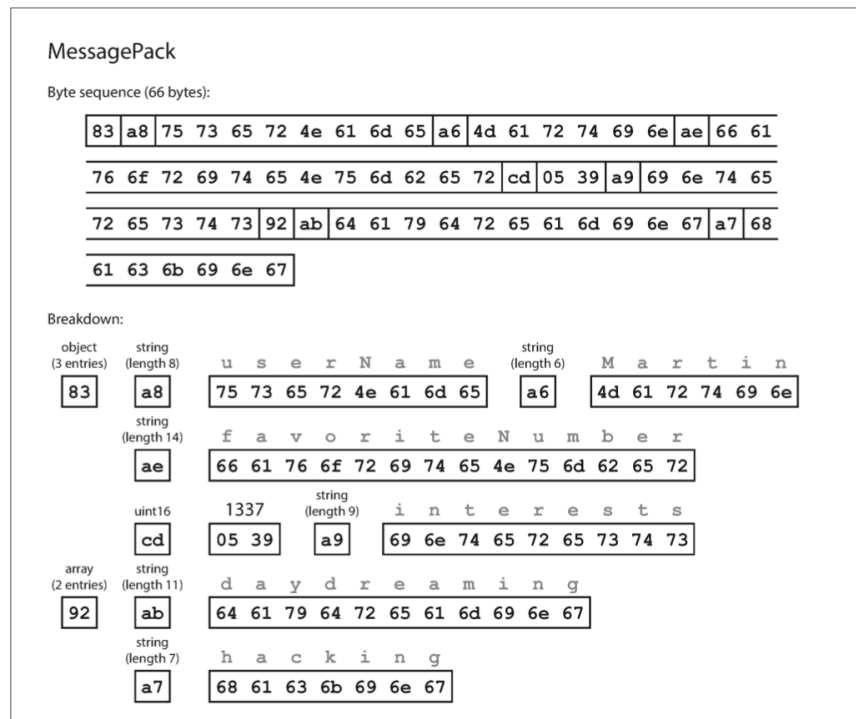 MessagePack
Byte sequence (66 bytes):
83 a8 75 73 65 72 4e 61 6d 65 a6 4d 61 72 74 69 6e ae 66 61
76 6f 72 69 74 65 4e 75 6d 62 65 72 cd 05 39 a9 69 6e 74 65
72 65 73 74 73 92 ab 64 61 79 64 72 65 61 6d 69 6e 67 a7 68
61 63 6b 69 6e 67
Breakdown:
object string string
(3 entries) (length 8) u s e r N a m e (length 6) M a r t i n
83 a8 75 73 65 72 4e 61 6d 65 a6 4d 61 72 74 69 6e
string
(length 14) f a v o r i t e N u m b e r
ae 66 61 76 6f 72 69 74 65 4e 75 6d 62 65 72
string
uint16 1337 (length 9) i n t e r e s t s
cd 05 39 a9 69 6e 74 65 72 65 73 74 73
array string
(2 entries) (length 11) d a y d r e a m i n g
92 ab 64 61 79 64 72 65 61 6d 69 6e 67
string
(length 7) h a c k i n g
a7 68 61 63 6b 69 6e 67